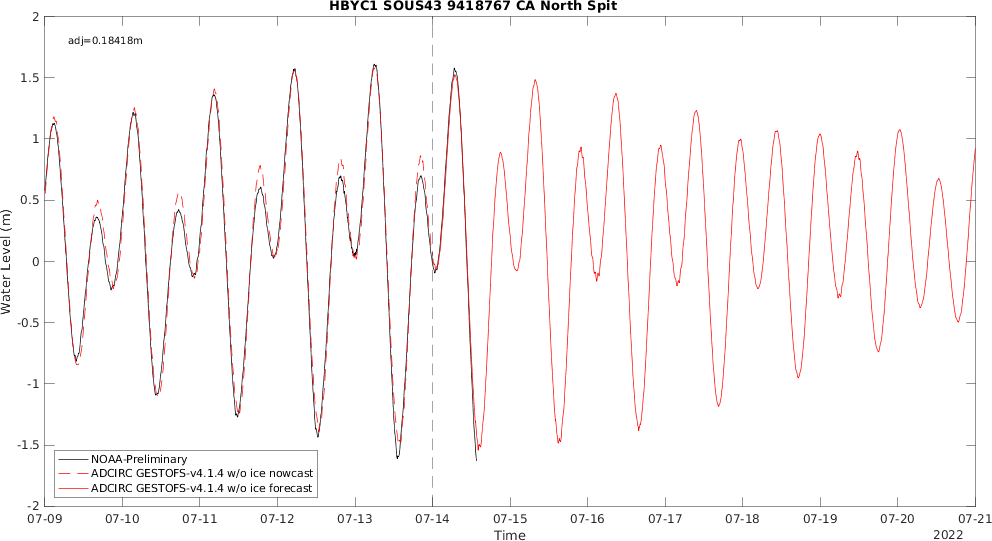 HBYC1 SOUS43 9418767 CA North Spit
adj=0.18418m
2
1.5
1
0.5
0
-0.5
-1
-1.5
-2
Water Level (m)
NOAA-Preliminary
ADCIRC GESTOFS-v4.1.4 w/o ice nowcast
ADCIRC GESTOFS-v4.1.4 w/o ice forecast
07-09 07-10 07-11 07-12 07-13 07-14 07-15 07-16 07-17 07-18 07-19 07-20 07-21
Time
2022